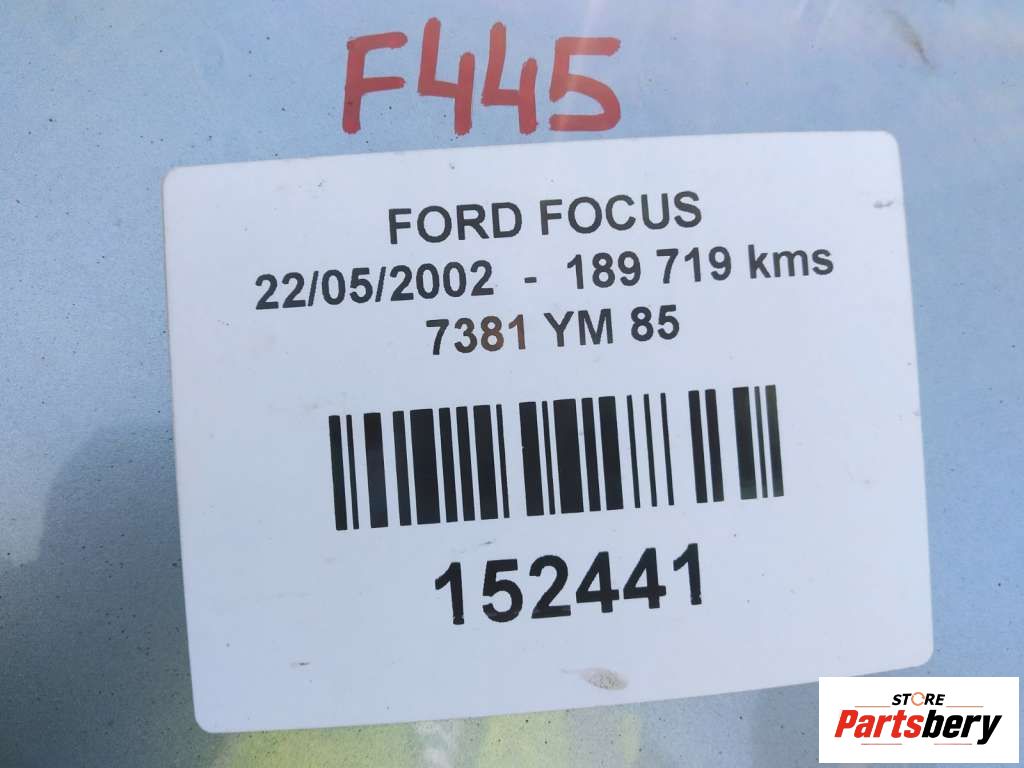 F445
FORD FOCUS
22/05/2002 - 189 719 kms
7381 YM 85
152441
STORE
Partsbery